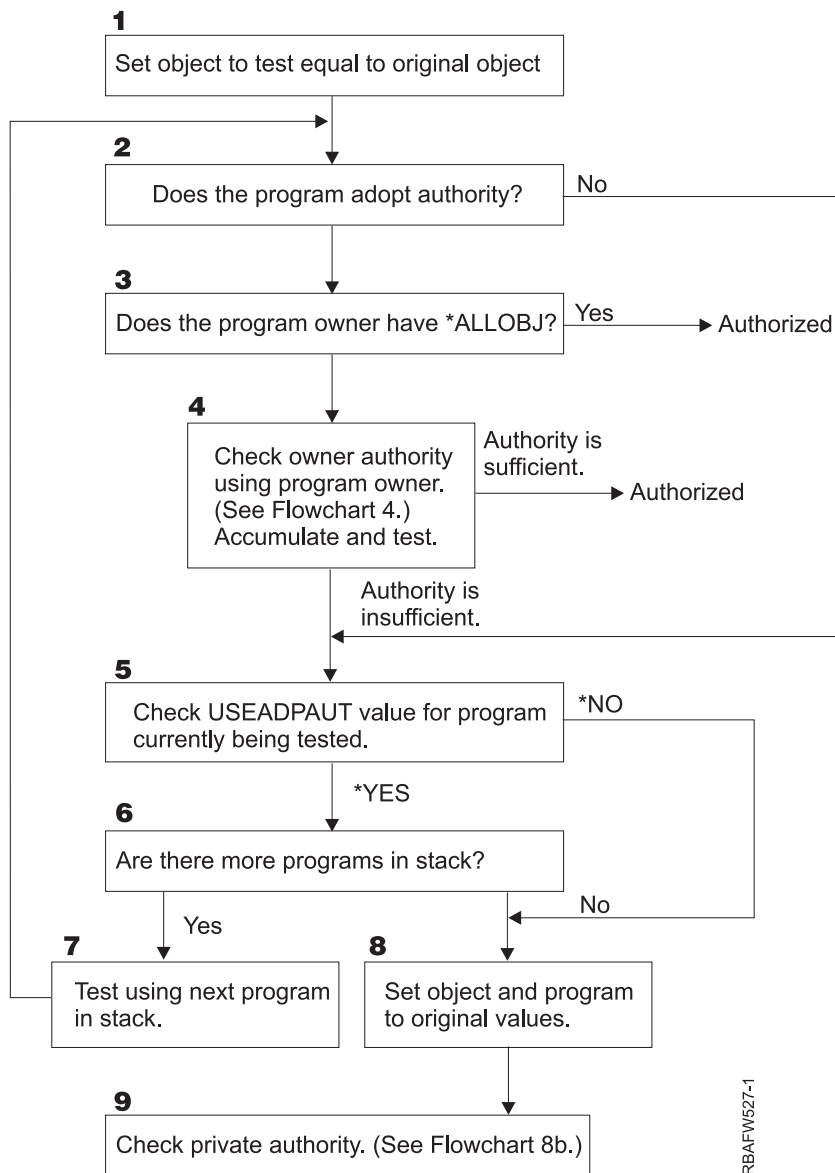 1
Set object to test equal to original object
2
Does the program adopt authority?
No
3
Does the program owner have *ALLOBJ?
Yes
Authorized
4
Check owner authority
using program owner.
(See Flowchart 4.)
Accumulate and test.
Authority is
sufficient.
Authorized
Authority is
insufficient.
5
Check USEADPAUT value for program
currently being tested.
*NO
*YES
6
Are there more programs in stack?
Yes
No
7
Test using next program
in stack.
8
Set object and program
to original values.
9
Check private authority. (See Flowchart 8b.)
RBAFW527-1